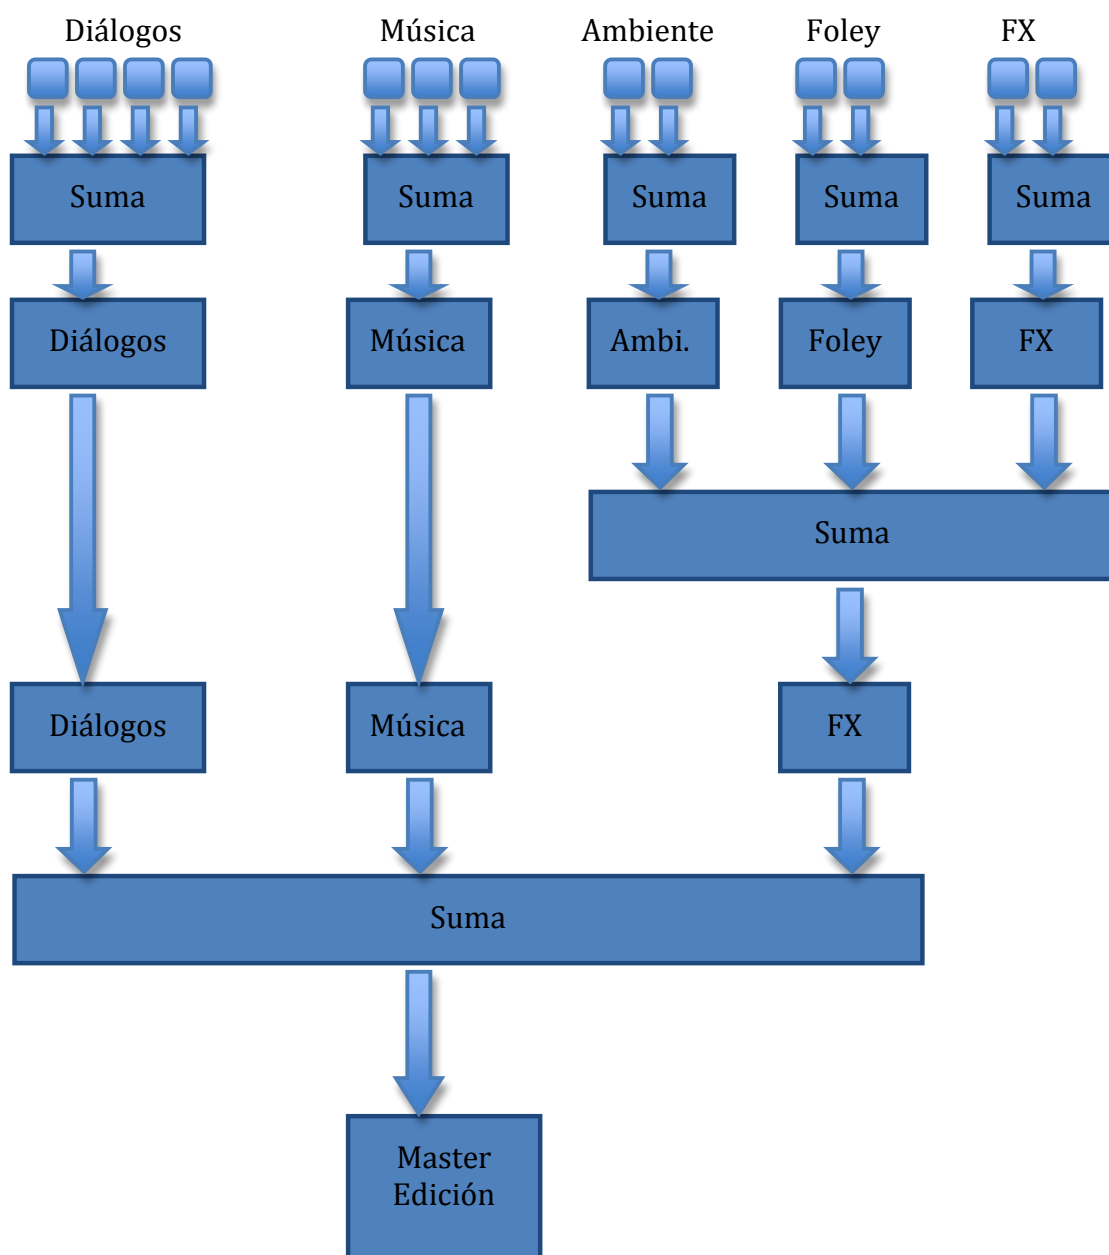 Diálogos
Música
Ambiente
Foley
FX
Suma
Suma
Suma
Suma
Suma
Diálogos
Música
Ambi.
Foley
FX
Suma
Diálogos
Música
FX
Suma
Master
Edición